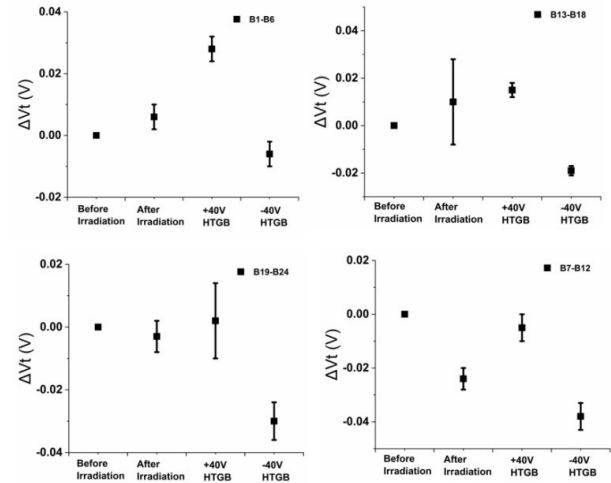 B1-B6
0.06
0.04
0.02
0.00
-0.02
ΔVt (V)
Before After +40V -40V
Irradiation Irradiation HTGB HTGB
B13-B18
0.04
0.02
0.00
-0.02
ΔVt (V)
Before After +40V -40V
Irradiation Irradiation HTGB HTGB
B19-B24
0.02
0.00
-0.02
-0.04
ΔVt (V)
Before After +40V -40V
Irradiation Irradiation HTGB HTGB
B7-B12
0.02
0.00
-0.02
-0.04
ΔVt (V)
Before After +40V -40V
Irradiation Irradiation HTGB HTGB